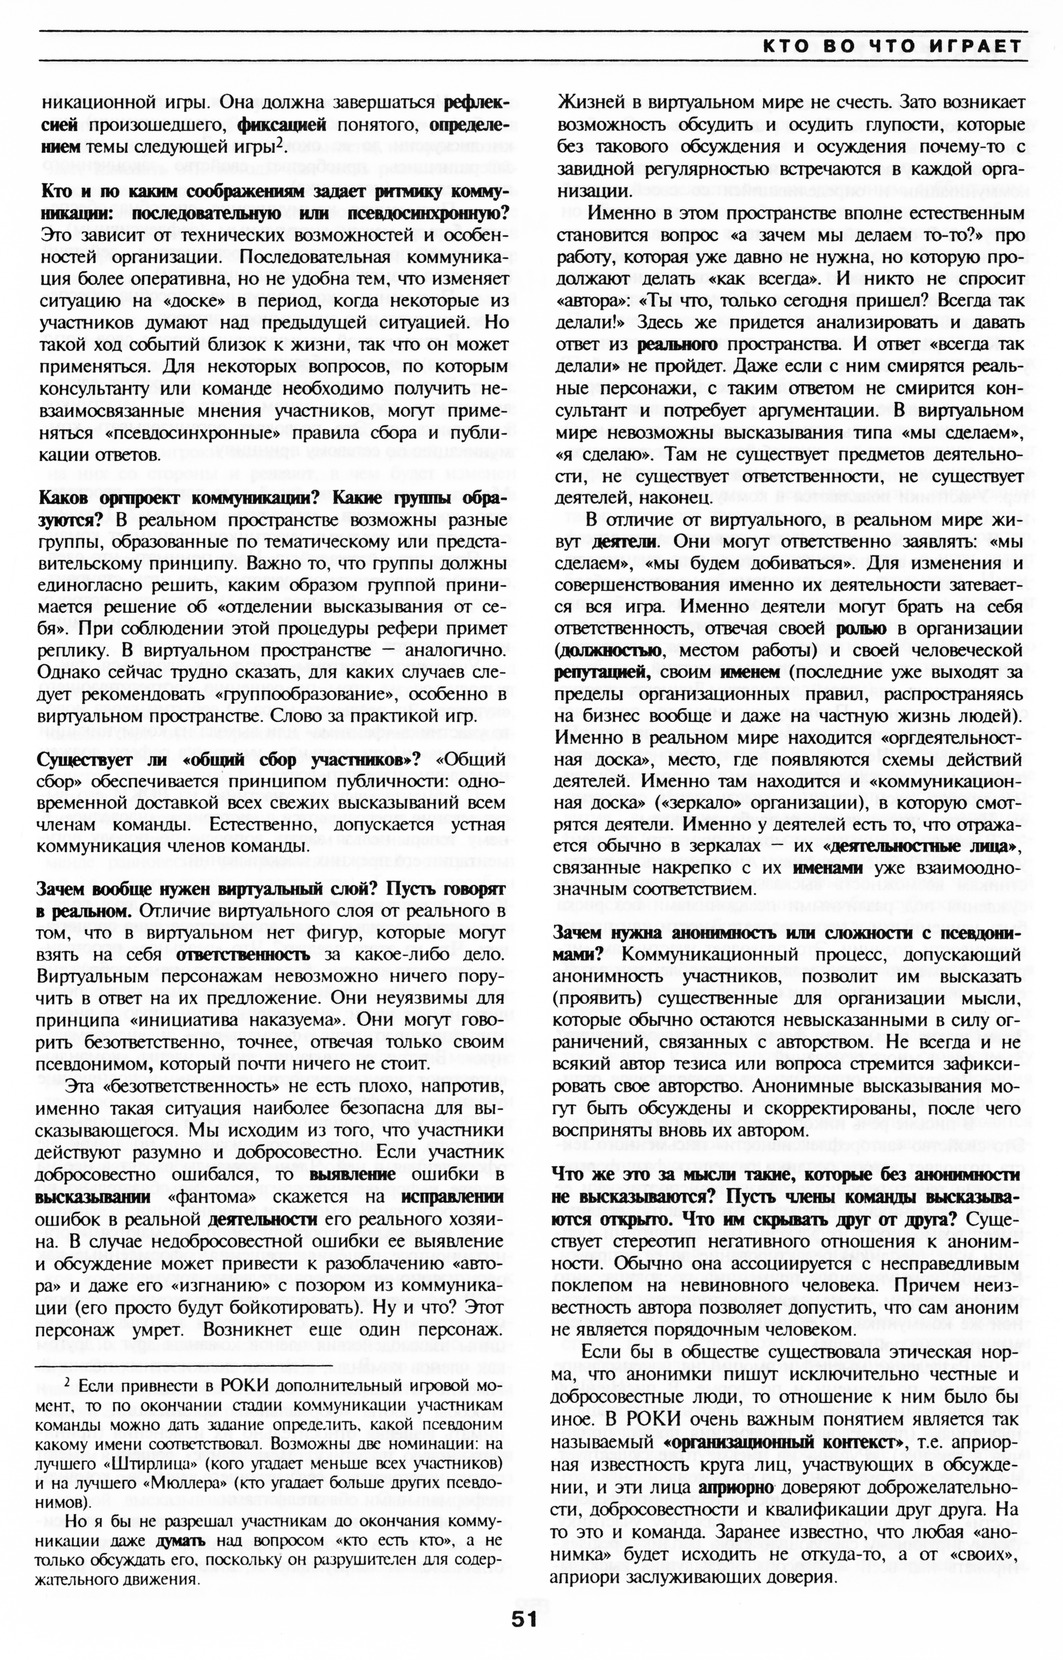 КТО ВО ЧТО ИГРАЕТ
никационной игры. Она должна завершаться рефлек-
сией произошедшего, фиксацией понятого, определе-
нием темы следующей игры².
Кто и по каким соображениям задает ритмику комму-
никации: последовательную или псевдосинхронную?
Это зависит от технических возможностей и особен-
ностей организации. Последовательная коммуника-
ция более оперативна, но не удобна тем, что изменяет
ситуацию на «доске» в период, когда некоторые из
участников думают над предыдущей ситуацией. Но
такой ход событий близок к жизни, так что он может
применяться. Для некоторых вопросов, по которым
консультанту или команде необходимо получить не-
взаимосвязанные мнения участников, могут приме-
няться «псевдосинхронные» правила сбора и публи-
кации ответов.
Каков оргпроект коммуникации? Какие группы обра-
зуются? В реальном пространстве возможны разные
группы, образованные по тематическому или предста-
вительскому принципу. Важно то, что группы должны
единогласно решить, каким образом группой прини-
мается решение об «отделении высказывания от се-
бя». При соблюдении этой процедуры рефери примет
реплику. В виртуальном пространстве — аналогично.
Однако сейчас трудно сказать, для каких случаев сле-
дует рекомендовать «группообразование», особенно в
виртуальном пространстве. Слово за практикой игр.
Существует ли «общий сбор участников»? «Общий
сбор» обеспечивается принципом публичности: одно-
временной доставкой всех свежих высказываний всем
членам команды. Естественно, допускается устная
коммуникация членов команды.
Зачем вообще нужен виртуальный слой? Пусть говорят
в реальном. Отличие виртуального слоя от реального в
том, что в виртуальном нет фигур, которые могут
взять на себя ответственность за какое-либо дело.
Виртуальным персонажам невозможно ничего пору-
чить в ответ на их предложение. Они неуязвимы для
принципа «инициатива наказуема». Они могут гово-
рить безответственно, точнее, отвечая только своим
псевдонимом, который почти ничего не стоит.
Эта «безответственность» не есть плохо, напротив,
именно такая ситуация наиболее безопасна для вы-
сказывающегося. Мы исходим из того, что участники
действуют разумно и добросовестно. Если участник
добросовестно ошибался, то выявление ошибки в
высказывании «фантома» скажется на исправлении
ошибок в реальной деятельности его реального хозяи-
на. В случае недобросовестной ошибки ее выявление
и обсуждение может привести к разоблачению «авто-
ра» и даже его «изгнанию» с позором из коммуника-
ции (его просто будут бойкотировать). Ну и что? Этот
персонаж умрет. Возникнет еще один персонаж.
² Если привнести в РОКИ дополнительный игровой мо-
мент, то по окончании стадии коммуникации участникам
команды можно дать задание определить, какой псевдоним
какому имени соответствовал. Возможны две номинации: на
лучшего «Штирлица» (кого угадает меньше всех участников)
и на лучшего «Мюллера» (кто угадает больше других псевдо-
нимов).
Но я бы не разрешал участникам до окончания комму-
никации даже думать над вопросом «кто есть кто», а не
только обсуждать его, поскольку он разрушителен для содер-
жательного движения.
Жизней в виртуальном мире не счесть. Зато возникает
возможность обсудить и осудить глупости, которые
без такового обсуждения и осуждения почему-то с
завидной регулярностью встречаются в каждой орга-
низации.
Именно в этом пространстве вполне естественным
становится вопрос «а зачем мы делаем то-то?» про
работу, которая уже давно не нужна, но которую про-
должают делать «как всегда». И никто не спросит
«автора»: «Ты что, только сегодня пришел? Всегда так
делали!» Здесь же придется анализировать и давать
ответ из реального пространства. И ответ «всегда так
делали» не пройдет. Даже если с ним смирятся реаль-
ные персонажи, с таким ответом не смирится кон-
сультант и потребует аргументации. В виртуальном
мире невозможны высказывания типа «мы сделаем»,
«я сделаю». Там не существует предметов деятельно-
сти, не существует ответственности, не существует
деятелей, наконец.
В отличие от виртуального, в реальном мире жи-
вут деятели. Они могут ответственно заявлять: «мы
сделаем», «мы будем добиваться». Для изменения и
совершенствования именно их деятельности затевает-
ся вся игра. Именно деятели могут брать на себя
ответственность, отвечая своей ролью в организации
(должностью, местом работы) и своей человеческой
репутацией, своим именем (последние уже выходят за
пределы организационных правил, распространяясь
на бизнес вообще и даже на частную жизнь людей).
Именно в реальном мире находится «оргдеятельност-
ная доска», место, где появляются схемы действий
деятелей. Именно там находится и «коммуникацион-
ная доска» («зеркало» организации), в которую смот-
рятся деятели. Именно у деятелей есть то, что отража-
ется обычно в зеркалах — их «деятельностные лица»,
связанные накрепко с их именами уже взаимоодно-
значным соответствием.
Зачем нужна анонимность или сложности с псевдони-
мами? Коммуникационный процесс, допускающий
анонимность участников, позволит им высказать
(проявить) существенные для организации мысли,
которые обычно остаются невысказанными в силу ог-
раничений, связанных с авторством. Не всегда и не
всякий автор тезиса или вопроса стремится зафикси-
ровать свое авторство. Анонимные высказывания мо-
гут быть обсуждены и скорректированы, после чего
восприняты вновь их автором.
Что же это за мысли такие, которые без анонимности
не высказываются? Пусть члены команды высказыва-
ются открыто. Что им скрывать друг от друга? Суще-
ствует стереотип негативного отношения к аноним-
ности. Обычно она ассоциируется с несправедливым
поклепом на невиновного человека. Причем неиз-
вестность автора позволяет допустить, что сам аноним
не является порядочным человеком.
Если бы в обществе существовала этическая нор-
ма, что анонимки пишут исключительно честные и
добросовестные люди, то отношение к ним было бы
иное. В РОКИ очень важным понятием является так
называемый «организационный контекст», т.е. априор-
ная известность круга лиц, участвующих в обсужде-
нии, и эти лица априорно доверяют доброжелательно-
сти, добросовестности и квалификации друг друга. На
то это и команда. Заранее известно, что любая «ано-
нимка» будет исходить не откуда-то, а от «своих»,
априори заслуживающих доверия.
51